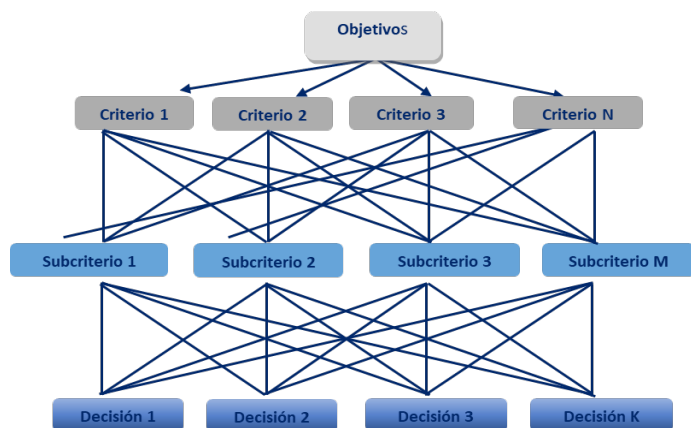 Objetivos
Criterio 1
Criterio 2
Criterio 3
Criterio N
Subcriterio 1
Subcriterio 2
Subcriterio 3
Subcriterio M
Decisión 1
Decisión 2
Decisión 3
Decisión K